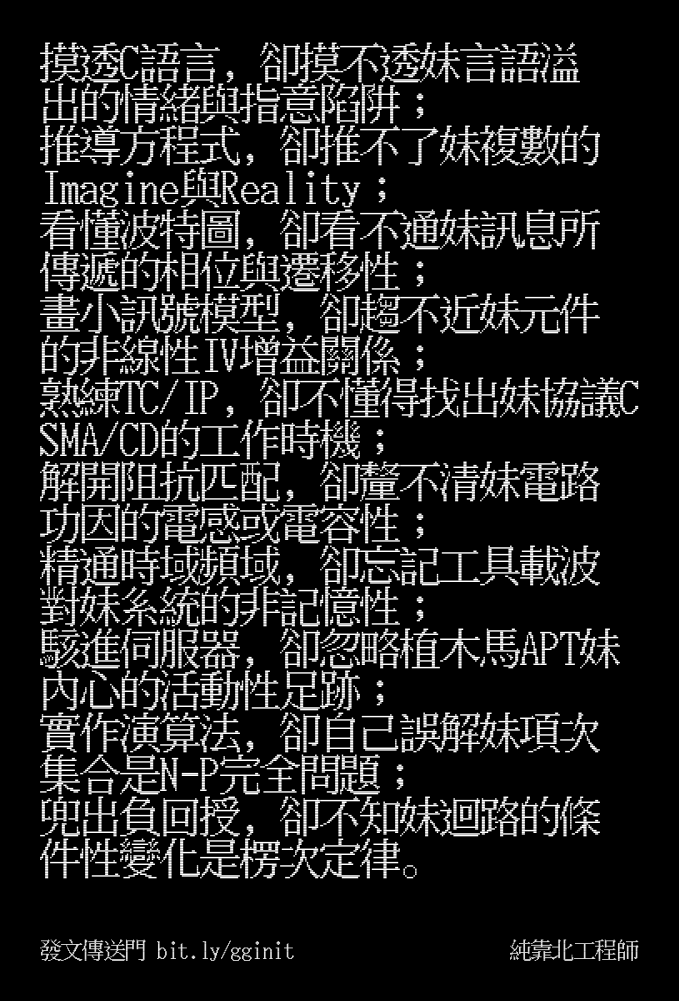 摸透C語言, 卻摸不透妹言語溢
出的情緒與指意陷阱；
推導方程式, 卻推不了妹複數的
Imagine與Reality；
看懂波特圖, 卻看不通妹訊息所
傳遞的相位與遷移性；
畫小訊號模型, 卻趨不近妹元件
的非線性IV增益關係；
熟練TC/IP, 卻不懂得找出妹協議C
SMA/CD的工作時機；
解開阻抗匹配, 卻釐不清妹電路
功因的電感或電容性；
精通時域頻域, 卻忘記工具載波
對妹系統的非記憶性；
駭進伺服器, 卻忽略植木馬APT妹
內心的活動性足跡；
實作演算法, 卻自己誤解妹項次
集合是N-P完全問題；
兜出負回授, 卻不知妹迴路的條
件性變化是楞次定律。
發文傳送門 bit.ly/gginit
純靠北工程師